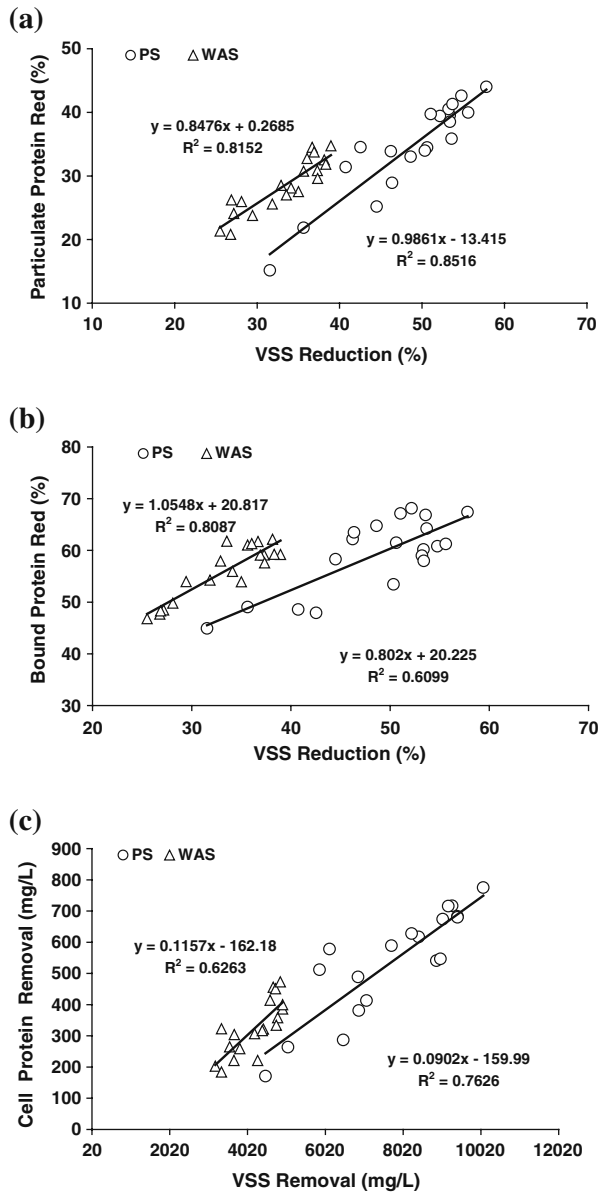 (a)
50
PS WAS
40
30
20
10
Particulate Protein Red (%)
y = 0.8476x + 0.2685
R² = 0.8152
y = 0.9861x - 13.415
R² = 0.8516
10 20 30 40 50 60 70
VSS Reduction (%)
(b)
80
PS WAS
70
60
50
40
30
Bound Protein Red (%)
y = 1.0548x + 20.817
R² = 0.8087
y = 0.802x + 20.225
R² = 0.6099
20 30 40 50 60 70
VSS Reduction (%)
(c)
900
PS WAS
800
700
600
500
400
300
200
100
0
Cell Protein Removal (mg/L)
y = 0.1157x - 162.18
R² = 0.6263
y = 0.0902x - 159.99
R² = 0.7626
20 2020 4020 6020 8020 10020 12020
VSS Removal (mg/L)